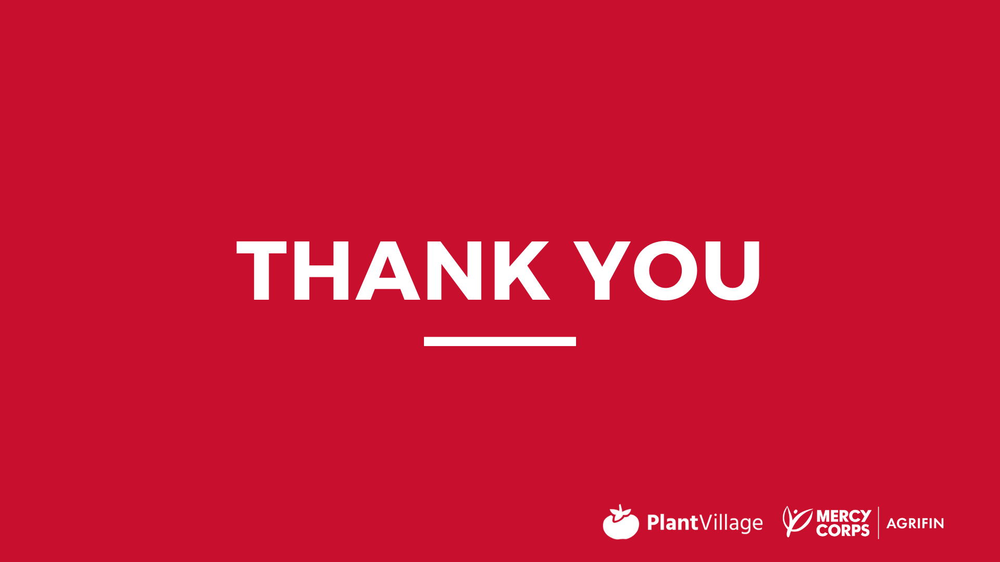 THANK YOU
PlantVillage
MERCY CORPS
AGRIFIN